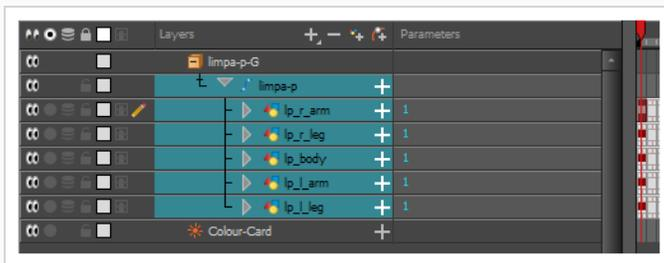 Layers Parameters
limpa-p-G
limpa-p
lp_r_arm 1
lp_r_leg 1
lp_body 1
lp_l_arm 1
lp_l_leg 1
Colour-Card